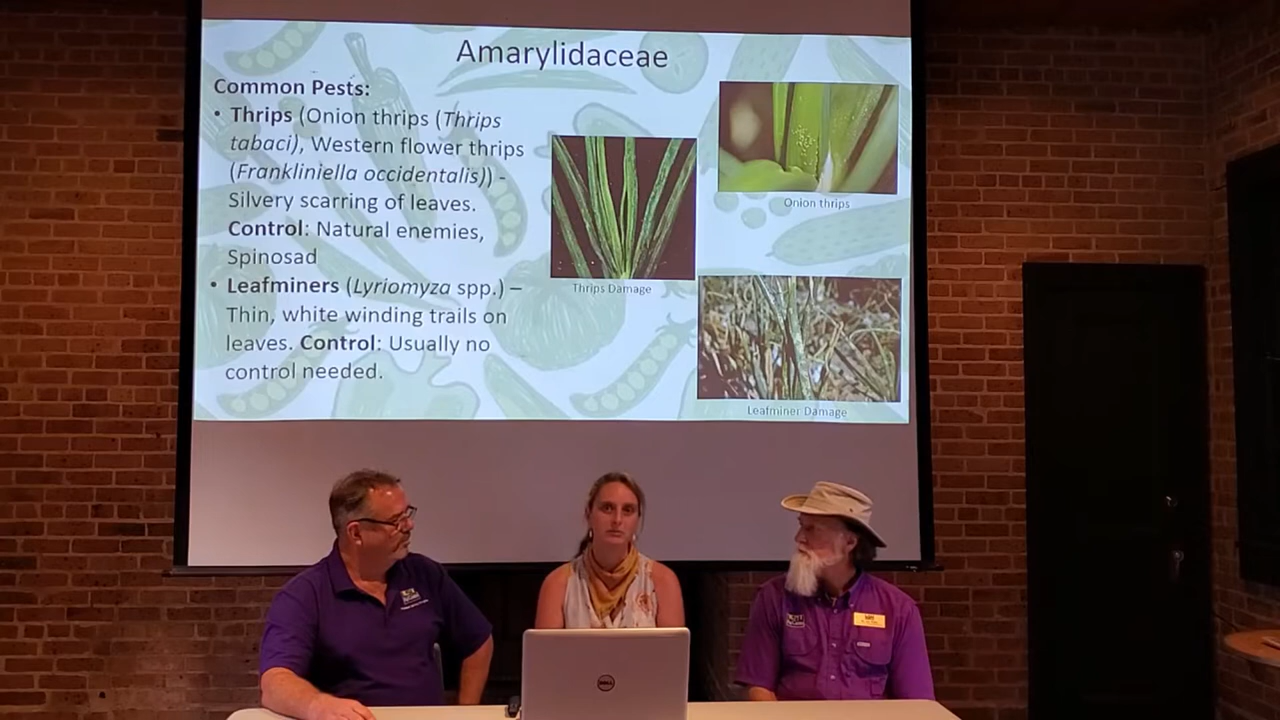 Amarylidaceae
Common Pests:
• Thrips (Onion thrips (Thrips
tabaci), Western flower thrips
(Frankliniella occidentalis)) -
Silvery scarring of leaves.
Control: Natural enemies,
Spinosad
• Leafminers (Lyriomyza spp.) –
Thin, white winding trails on
leaves. Control: Usually no
control needed.
Thrips Damage
Onion thrips
Leafminer Damage
DELL